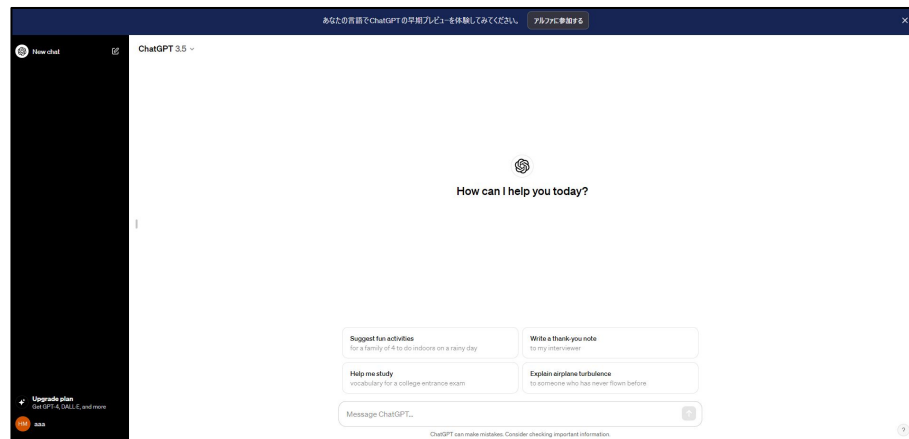 あなたの言語でChatGPTの早期プレビューを体験してみてください。 アルファに参加する ×
New chat
ChatGPT 3.5
How can I help you today?
Suggest fun activities
for a family of 4 to do indoors on a rainy day
Write a thank-you note
to my interviewer
Help me study
vocabulary for a college entrance exam
Explain airplane turbulence
to someone who has never flown before
Upgrade plan
Get GPT-4, DALL·E, and more
HM aaa
Message ChatGPT...
ChatGPT can make mistakes. Consider checking important information.
?